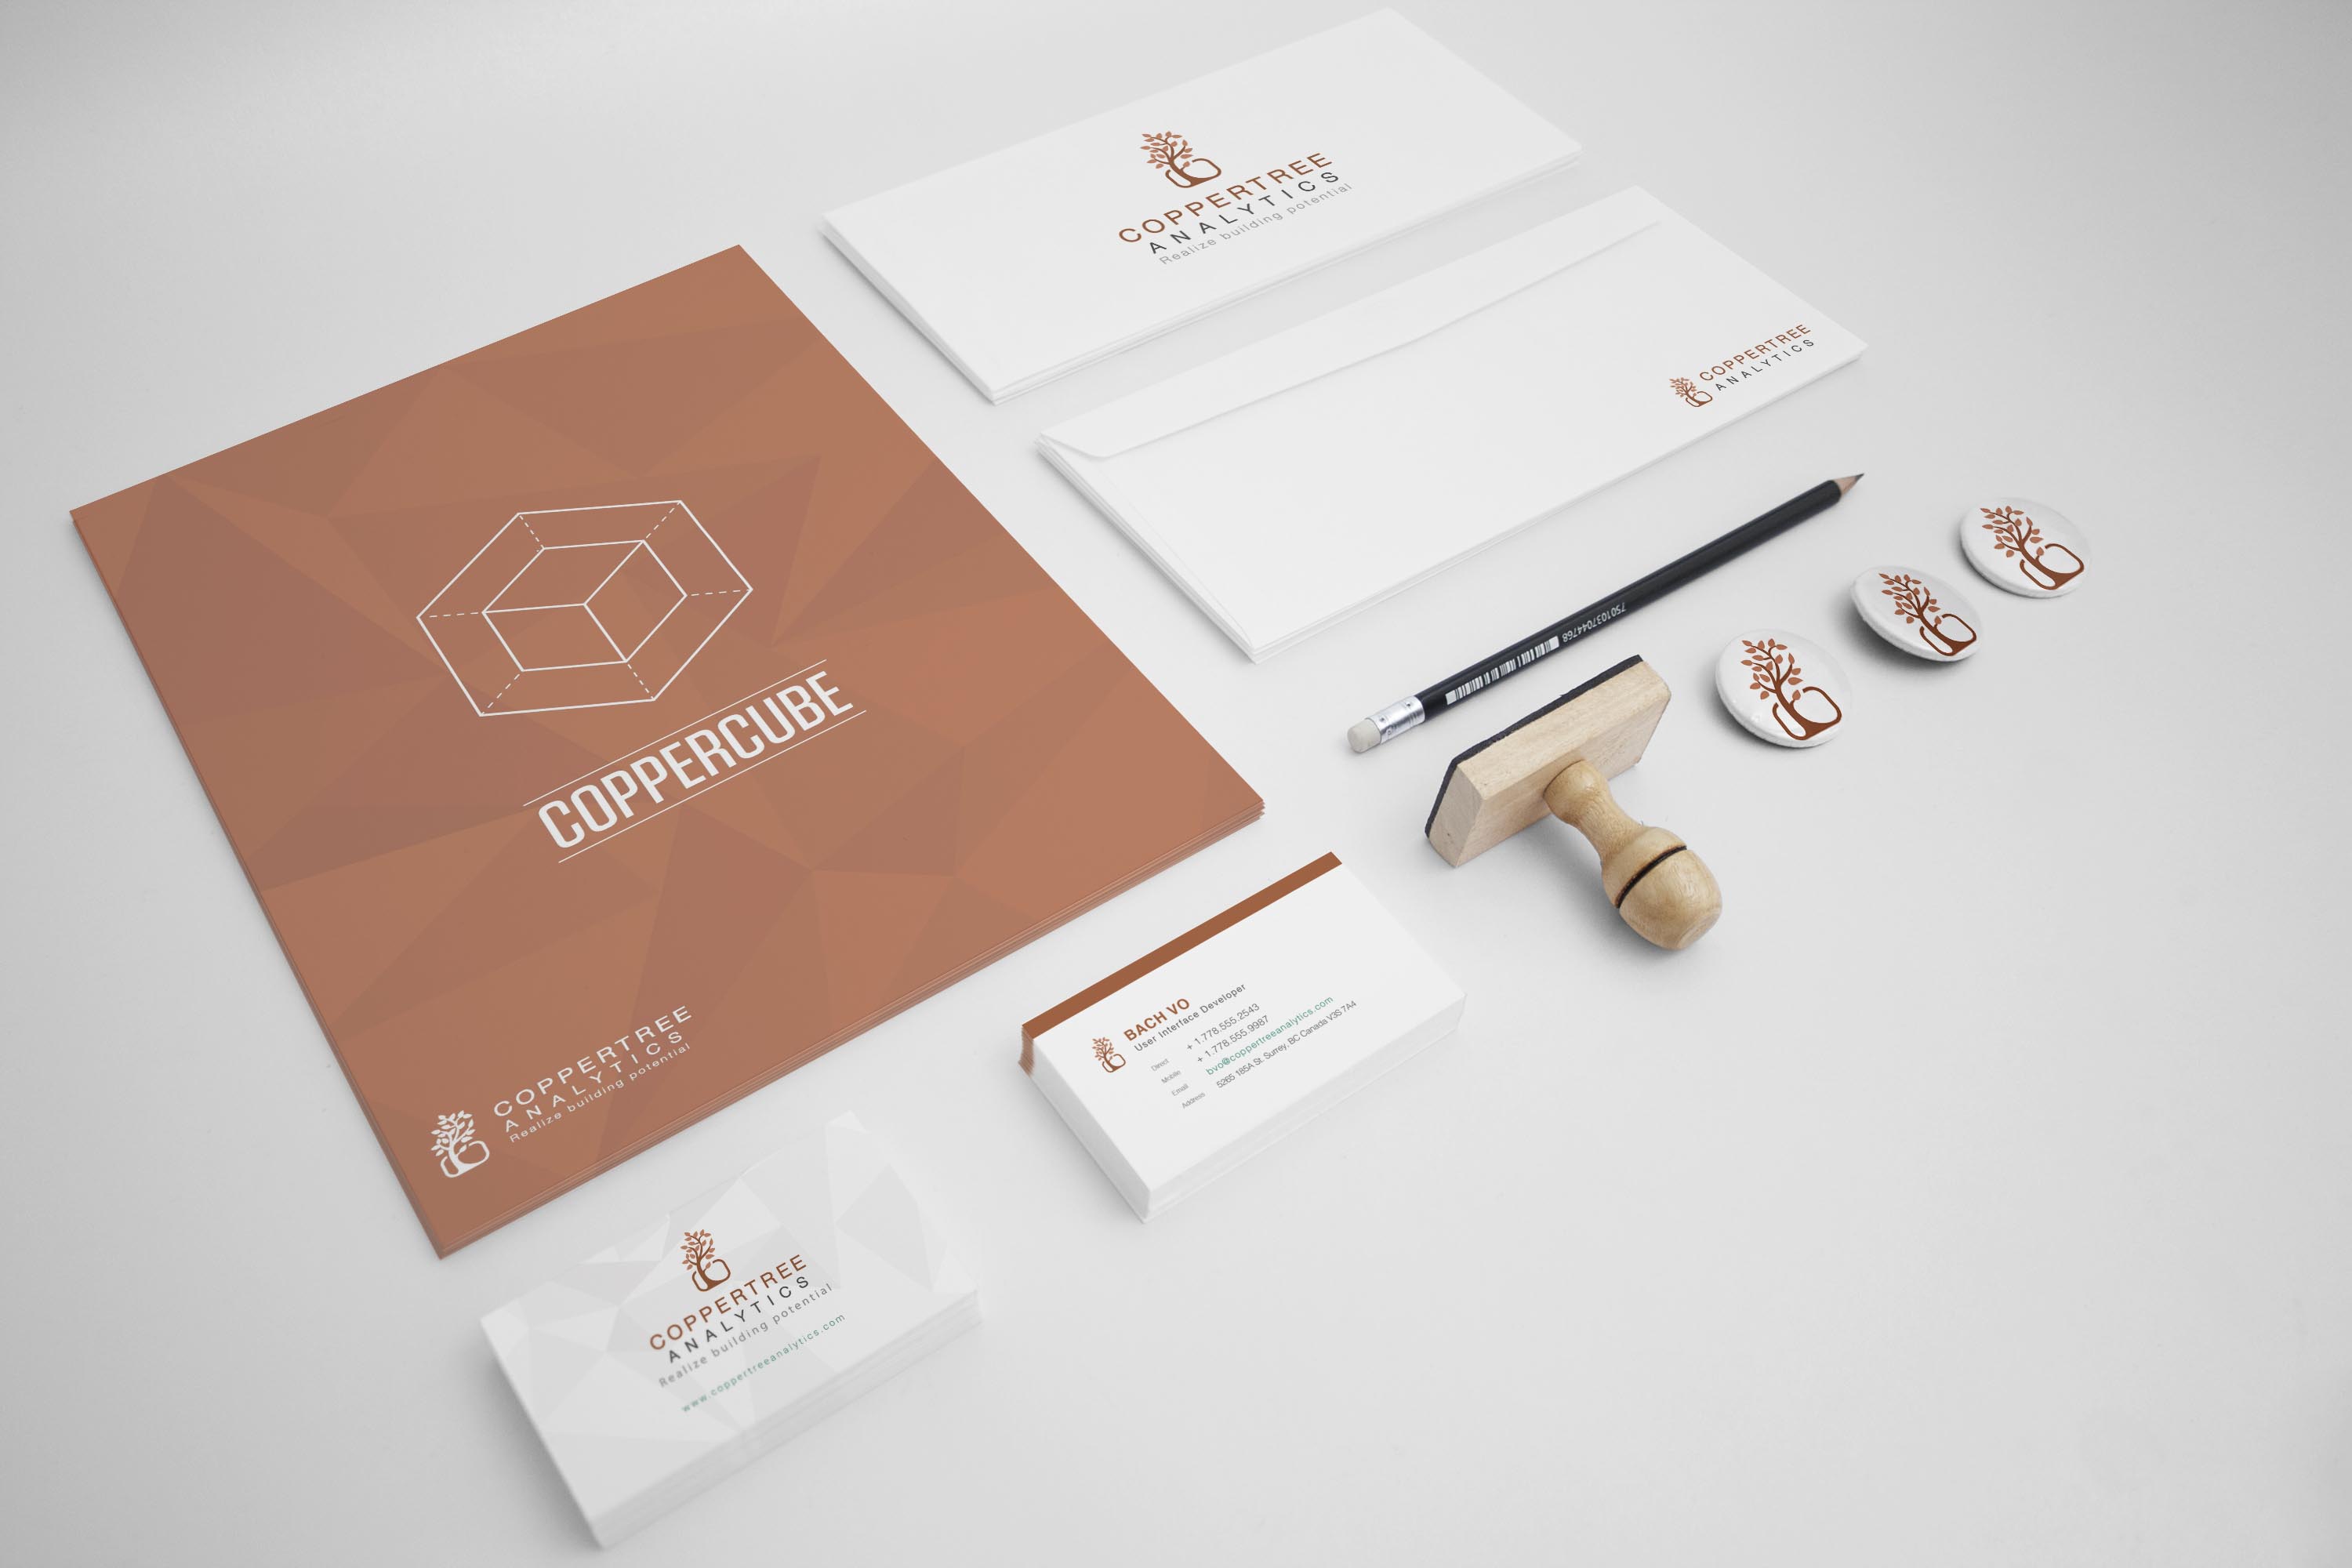 COPPERTREE
ANALYTICS
Realize building potential
COPPERTREE
ANALYTICS
7501037044768
COPPERCUBE
COPPERTREE
ANALYTICS
Realize building potential
BACH VO
User Interface Developer
Direct + 1.778.555.2543
Mobile + 1.778.555.9987
Email bvo@coppertreeanalytics.com
Address 5265 185A St. Surrey, BC Canada V3S 7A4
COPPERTREE
ANALYTICS
Realize building potential
www.coppertreeanalytics.com